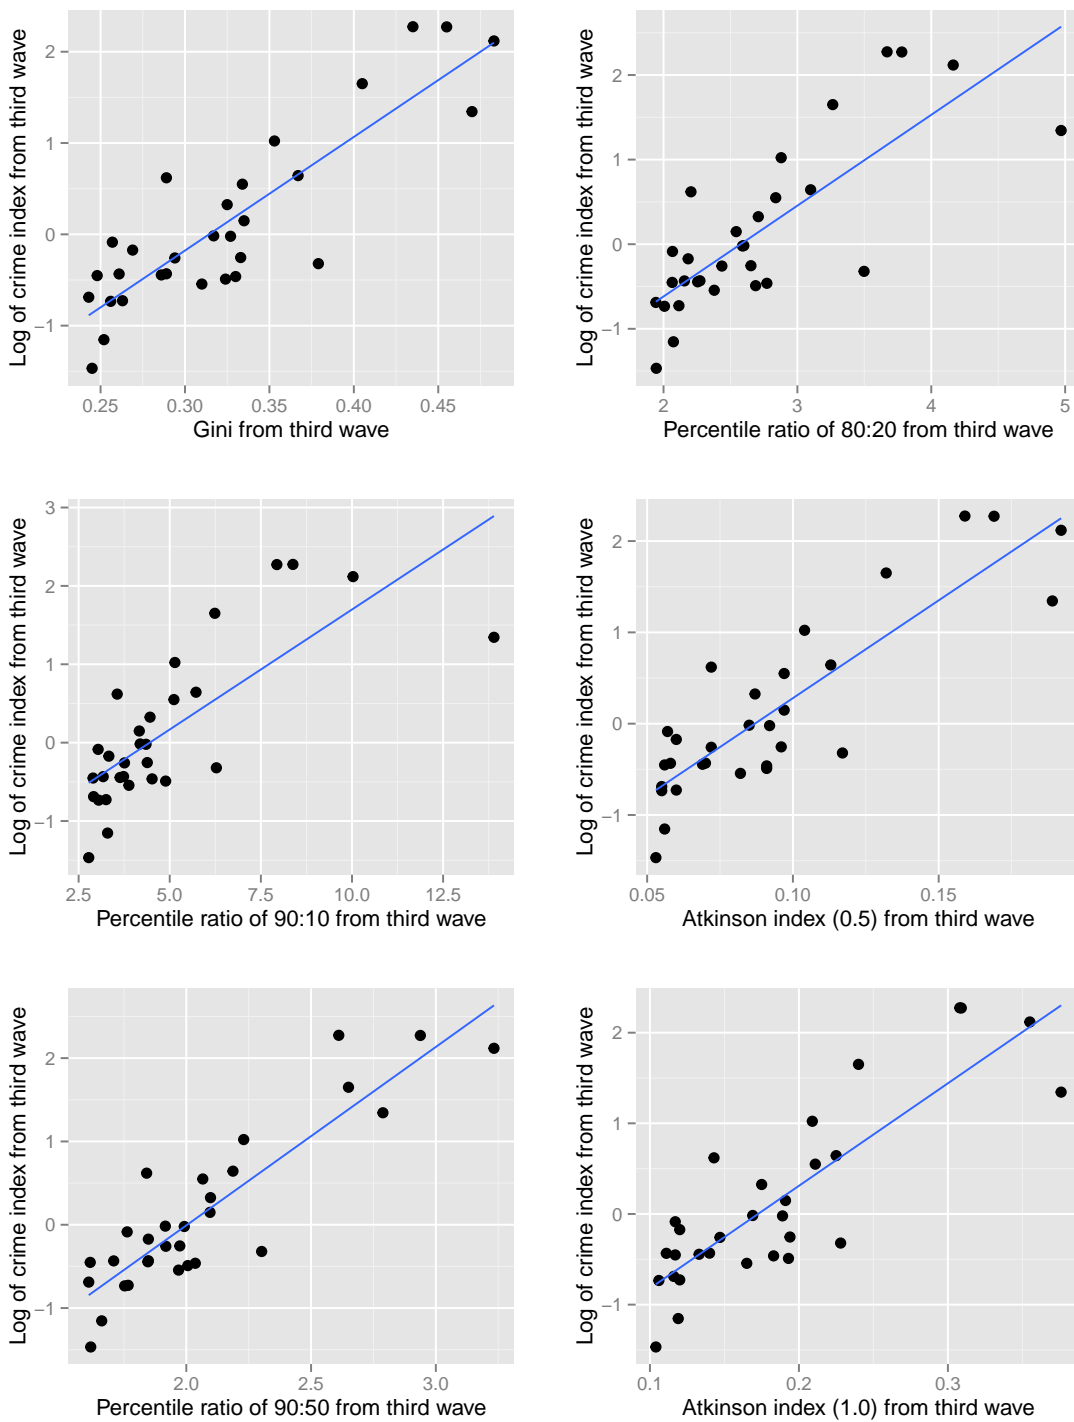 Log of crime index from third wave
2
1
0
−1
0.25 0.30 0.35 0.40 0.45
Gini from third wave
Log of crime index from third wave
2
1
0
−1
2 3 4 5
Percentile ratio of 80:20 from third wave
Log of crime index from third wave
3
2
1
0
−1
2.5 5.0 7.5 10.0 12.5
Percentile ratio of 90:10 from third wave
Log of crime index from third wave
2
1
0
−1
0.05 0.10 0.15
Atkinson index (0.5) from third wave
Log of crime index from third wave
2
1
0
−1
2.0 2.5 3.0
Percentile ratio of 90:50 from third wave
Log of crime index from third wave
2
1
0
−1
0.1 0.2 0.3
Atkinson index (1.0) from third wave